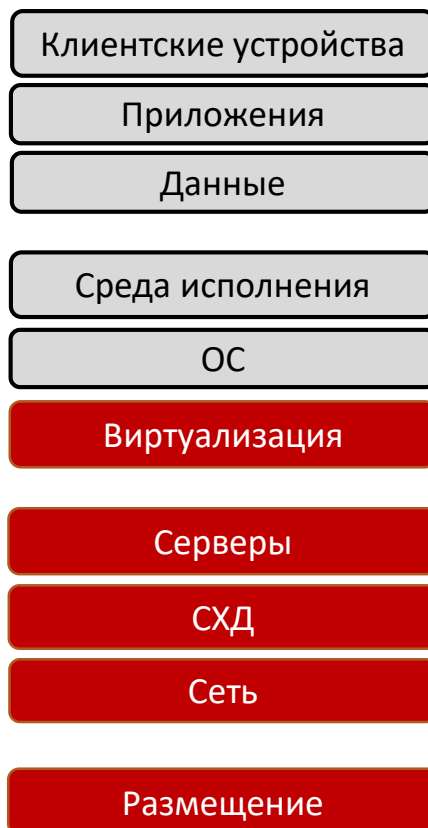 Клиентские устройства
Приложения
Данные
Среда исполнения
ОС
Виртуализация
Серверы
СХД
Сеть
Размещение